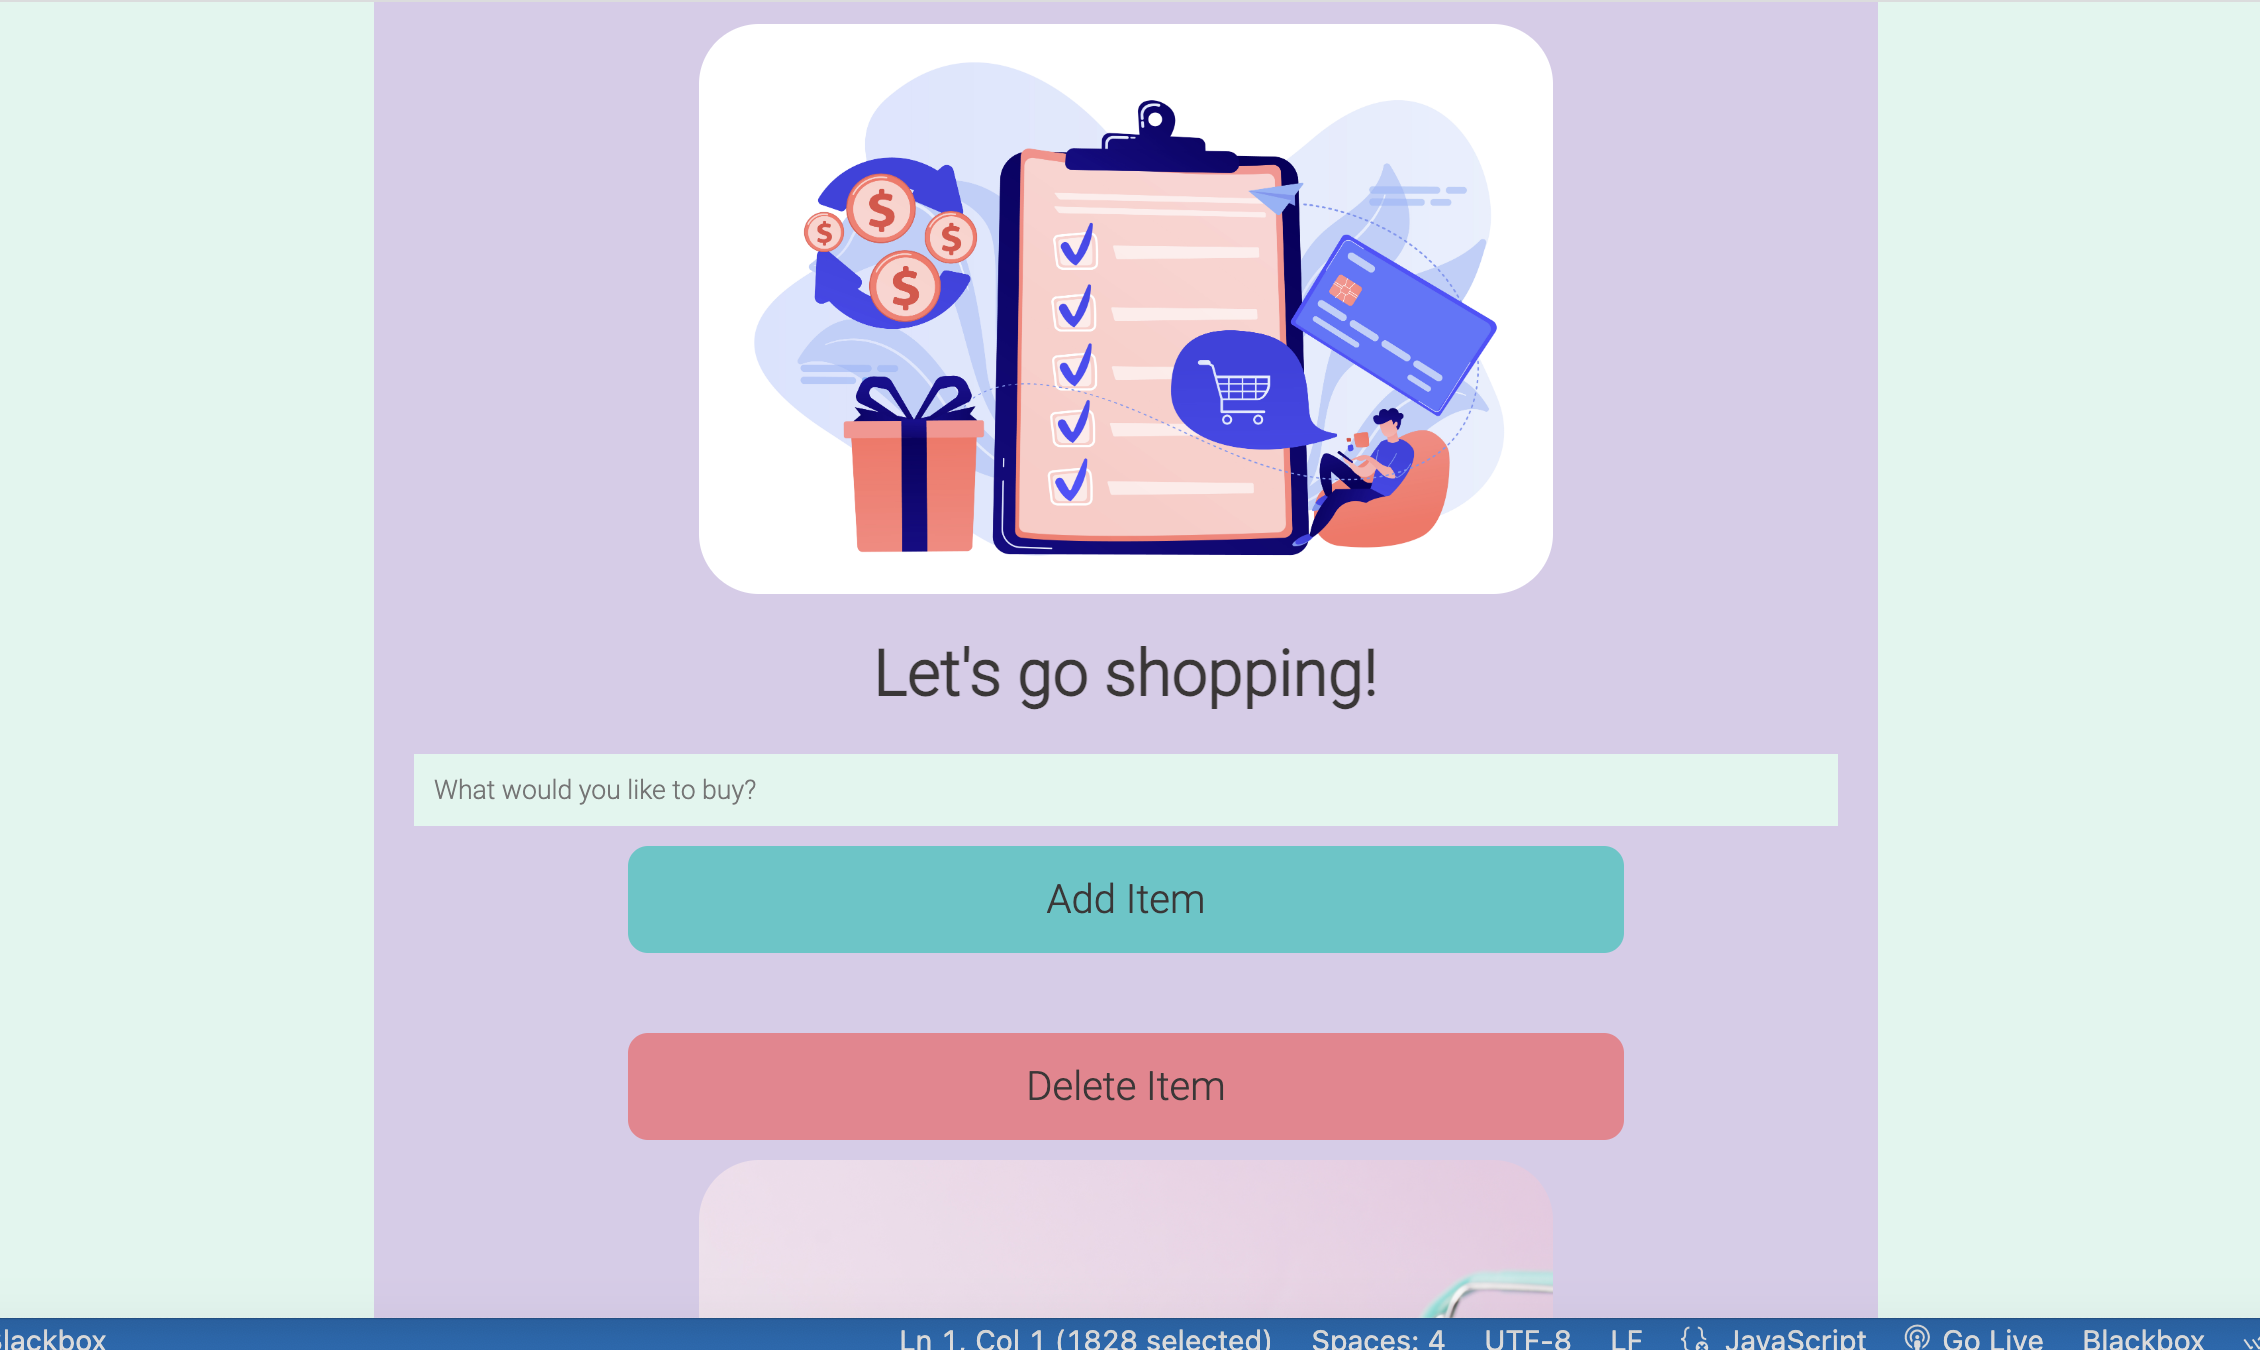 $
$
$
$
Let's go shopping!
What would you like to buy?
Add Item
Delete Item
lackbox
Ln 1, Col 1 (1828 selected)
Spaces: 4
UTF-8
LF
JavaScript
Go Live
Blackbox